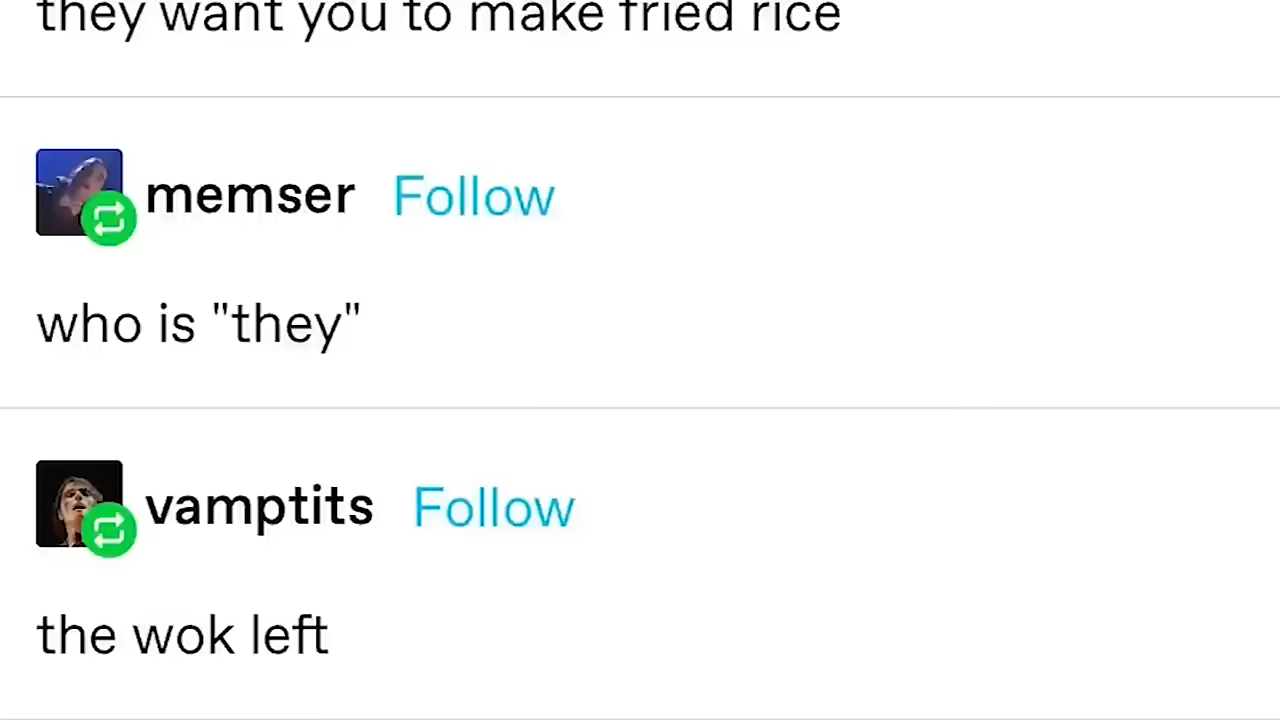 they want you to make fried rice
memser Follow
who is "they"
vamptits Follow
the wok left